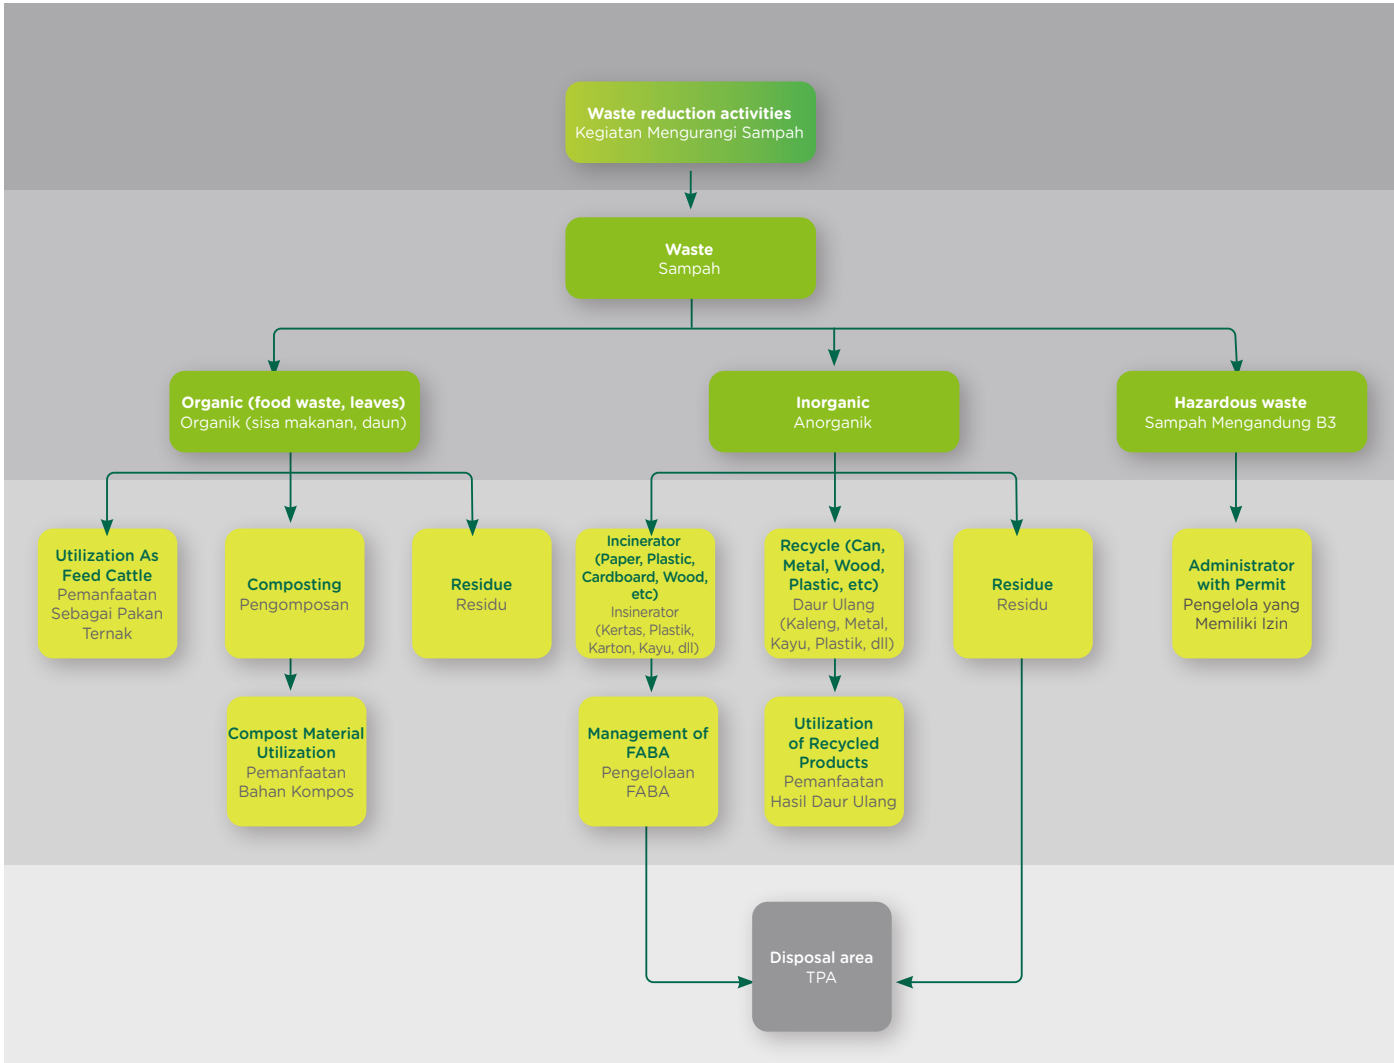 Waste reduction activities
Kegiatan Mengurangi Sampah
Waste
Sampah
Organic (food waste, leaves)
Organik (sisa makanan, daun)
Inorganic
Anorganik
Hazardous waste
Sampah Mengandung B3
Utilization As
Feed Cattle
Pemanfaatan
Sebagai Pakan
Ternak
Composting
Pengomposan
Residue
Residu
Incinerator
(Paper, Plastic,
Cardboard, Wood,
etc)
Insinerator
(Kertas, Plastik,
Karton, Kayu, dll)
Recycle (Can,
Metal, Wood,
Plastic, etc)
Daur Ulang
(Kaleng, Metal,
Kayu, Plastik, dll)
Residue
Residu
Administrator
with Permit
Pengelola yang
Memiliki Izin
Compost Material
Utilization
Pemanfaatan
Bahan Kompos
Management of
FABA
Pengelolaan
FABA
Utilization
of Recycled
Products
Pemanfaatan
Hasil Daur Ulang
Disposal area
TPA